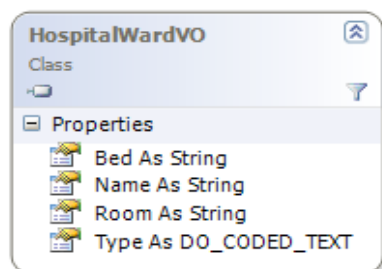 HospitalWardVO
Class
Properties
Bed As String
Name As String
Room As String
Type As DO_CODED_TEXT